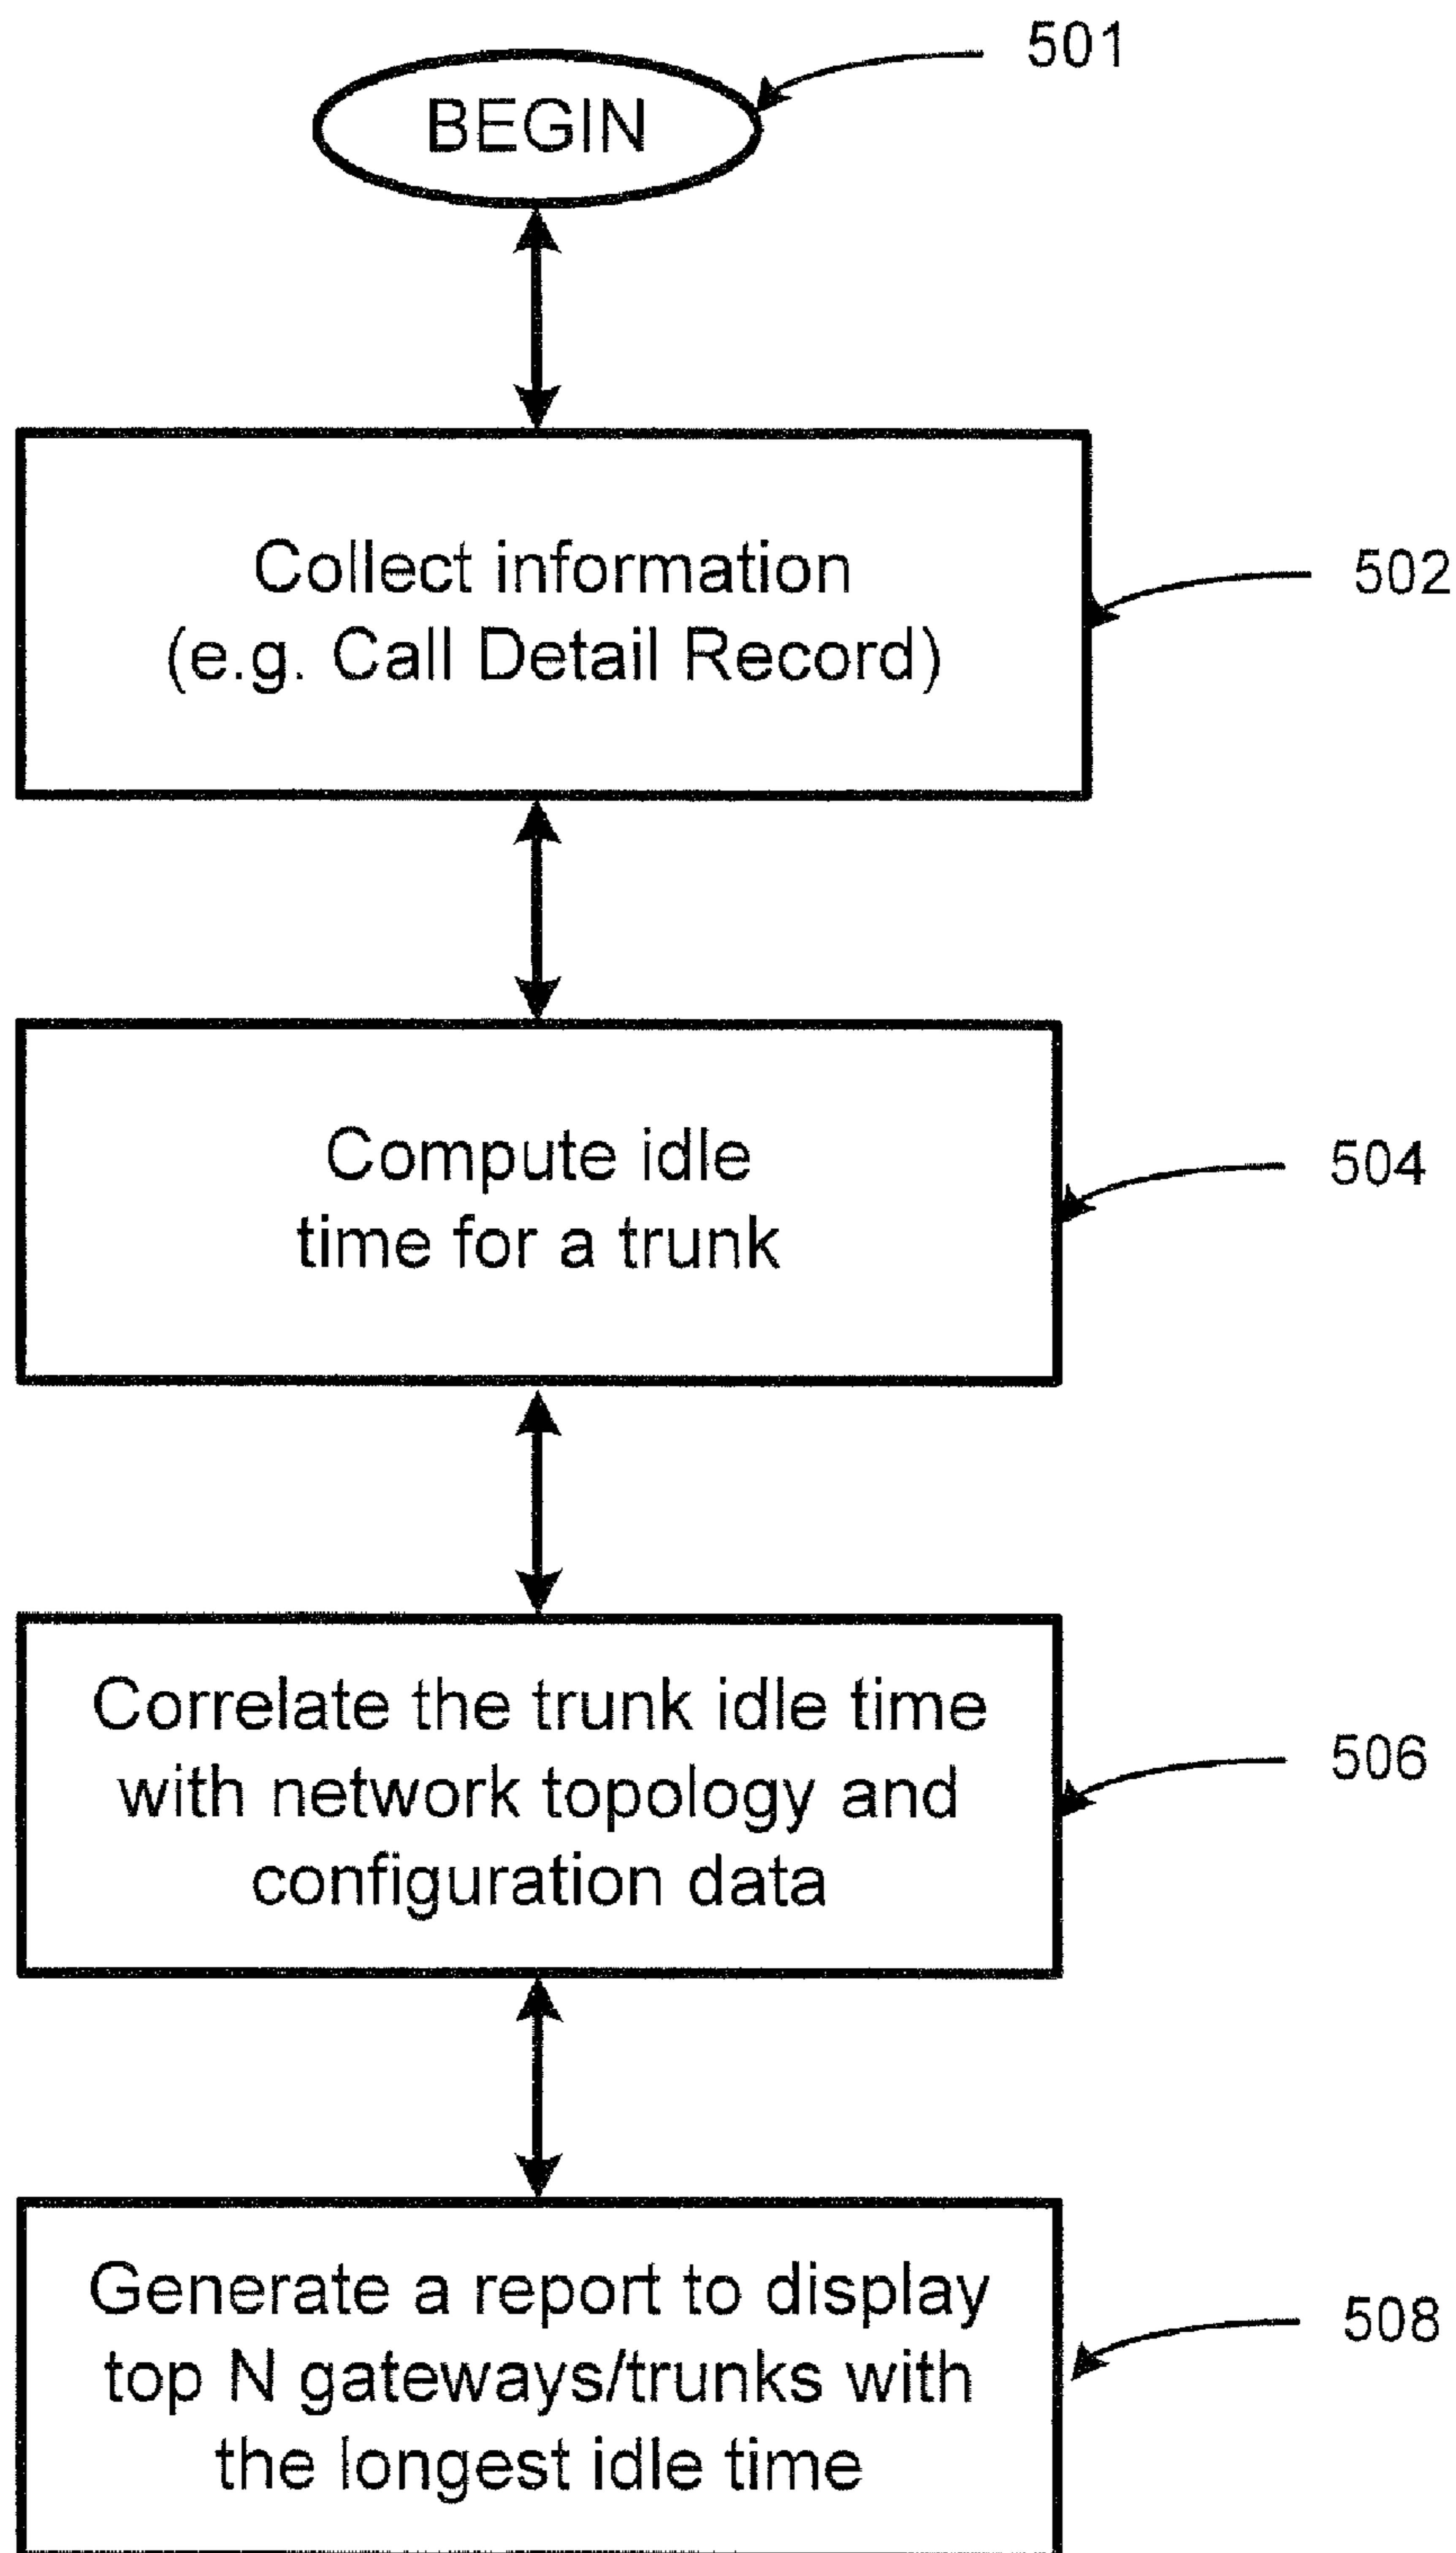 501
BEGIN
Collect information
(e.g. Call Detail Record)
502
Compute idle
time for a trunk
504
Correlate the trunk idle time
with network topology and
configuration data
506
Generate a report to display
top N gateways/trunks with
the longest idle time
508